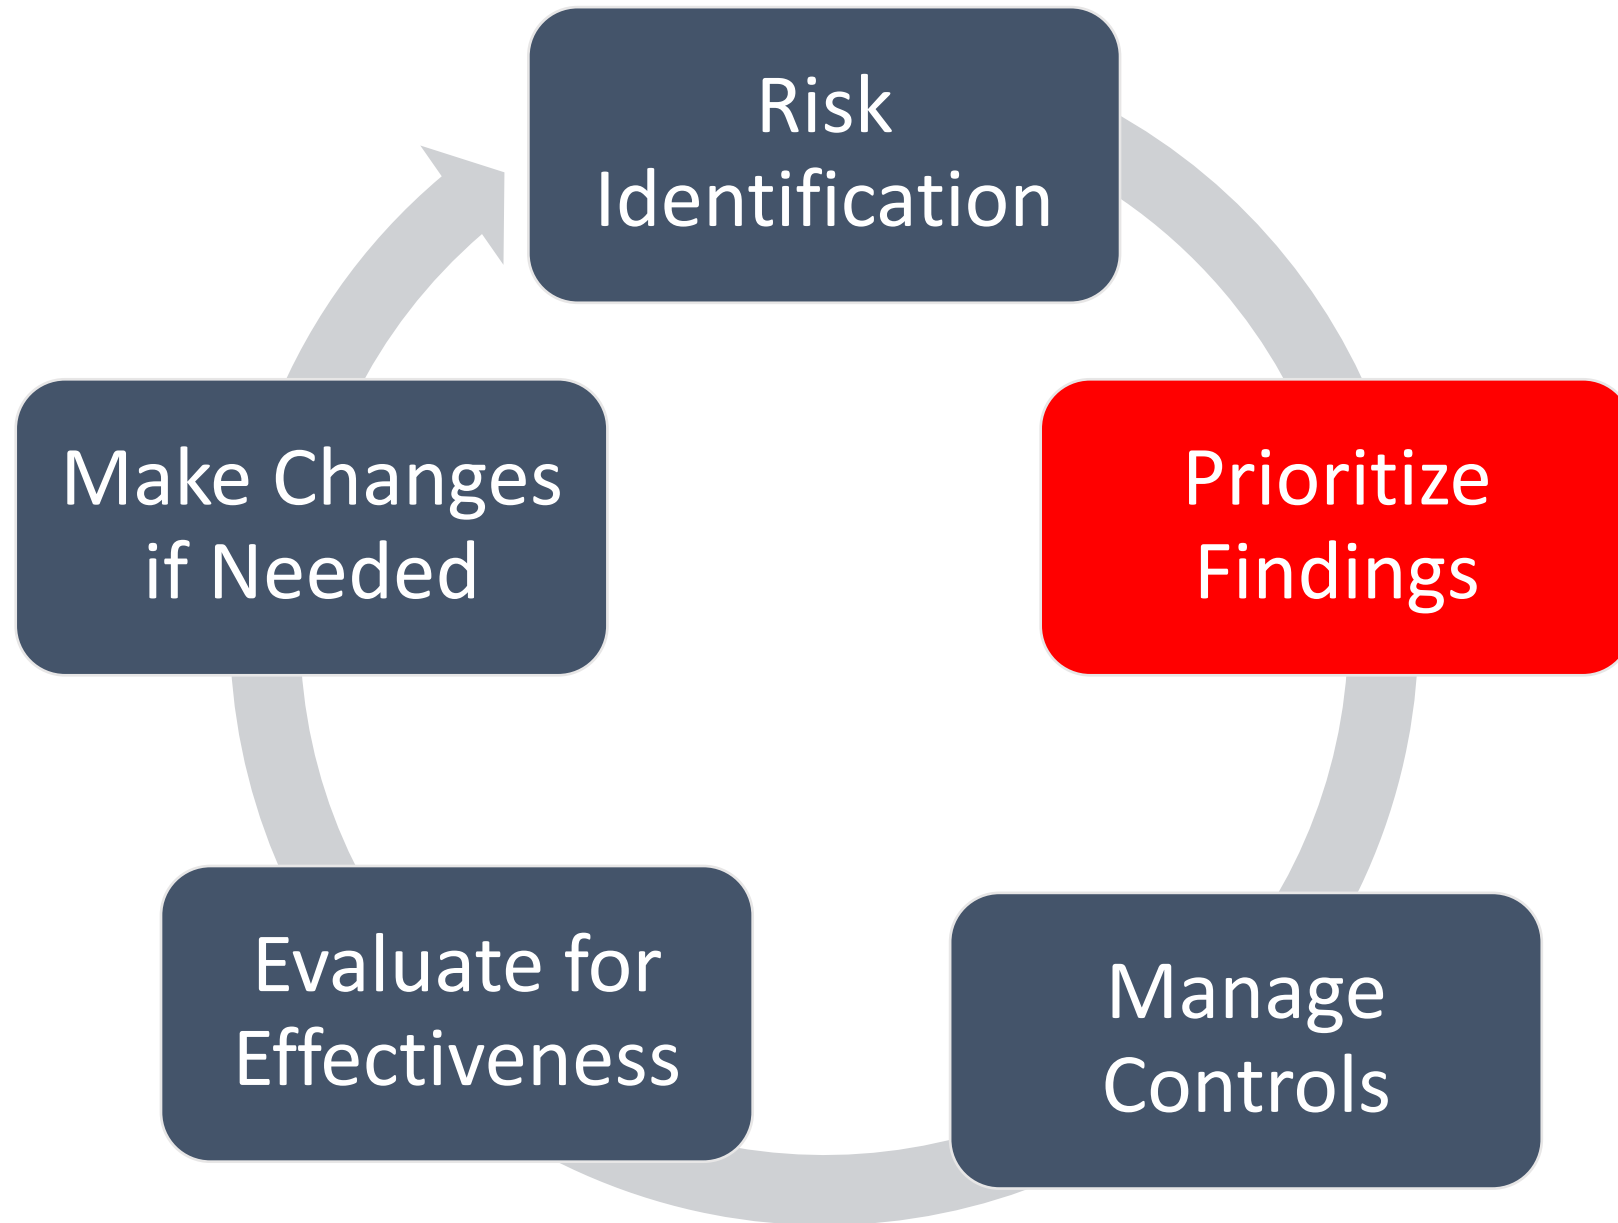 Risk
Identification
Prioritize
Findings
Manage
Controls
Evaluate for
Effectiveness
Make Changes
if Needed